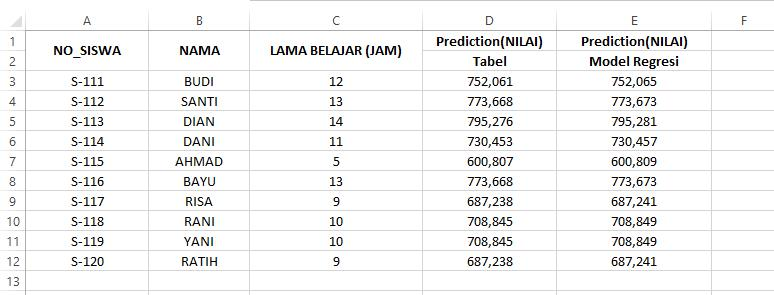 A B C D E F
1 NO_SISWA NAMA LAMA BELAJAR (JAM) Prediction(NILAI) Prediction(NILAI)
2 Tabel Model Regresi
3 S-111 BUDI 12 752,061 752,065
4 S-112 SANTI 13 773,668 773,673
5 S-113 DIAN 14 795,276 795,281
6 S-114 DANI 11 730,453 730,457
7 S-115 AHMAD 5 600,807 600,809
8 S-116 BAYU 13 773,668 773,673
9 S-117 RISA 9 687,238 687,241
10 S-118 RANI 10 708,845 708,849
11 S-119 YANI 10 708,845 708,849
12 S-120 RATIH 9 687,238 687,241
13